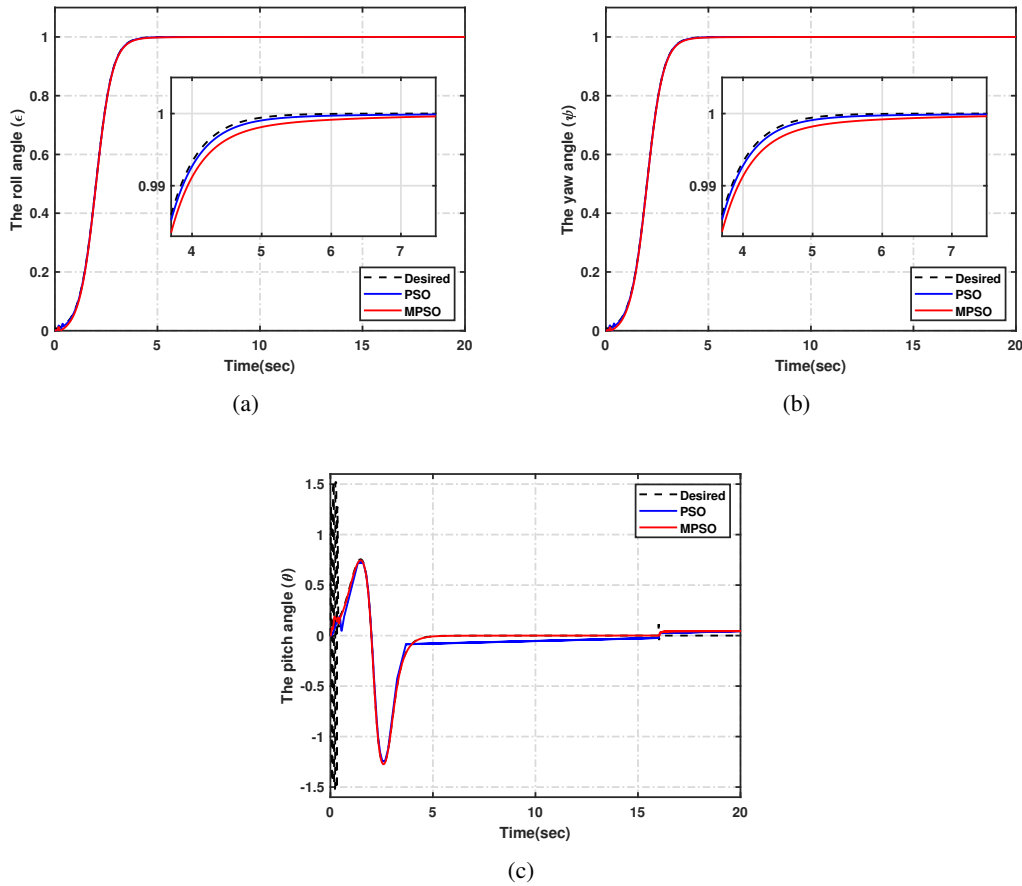 1
0.8
0.6
0.4
0.2
0
The roll angle (ϵ)
1
0.99
4 5 6 7
Desired
PSO
MPSO
0 5 10 15 20
Time(sec)
(a)
1
0.8
0.6
0.4
0.2
0
The yaw angle (ψ)
1
0.99
4 5 6 7
Desired
PSO
MPSO
0 5 10 15 20
Time(sec)
(b)
1.5
1
0.5
0
-0.5
-1
-1.5
The pitch angle (θ)
Desired
PSO
MPSO
0 5 10 15 20
Time(sec)
(c)